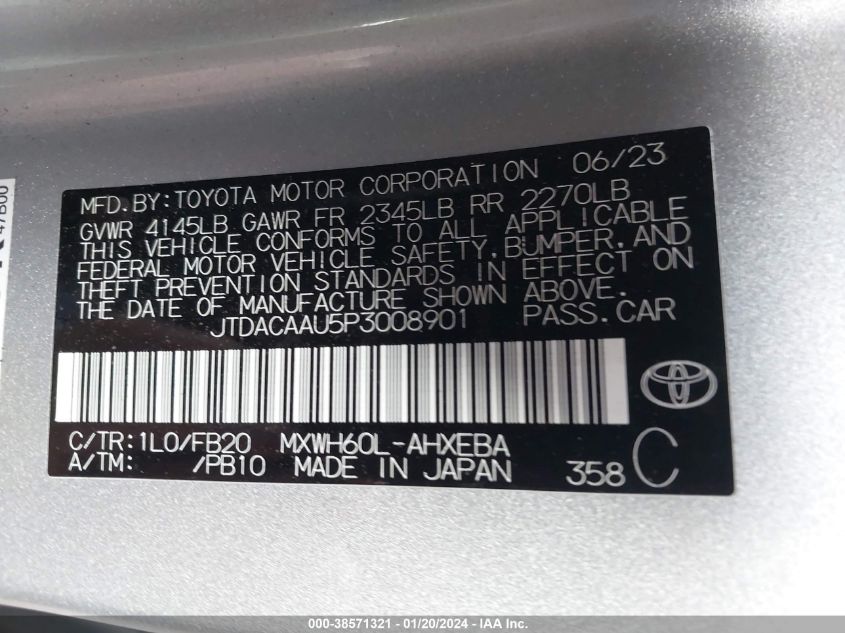 MFD.BY:TOYOTA MOTOR CORPORATION 06/23
GVWR 4145LB GAWR FR 2345LB RR 2270LB
THIS VEHICLE CONFORMS TO ALL APPLICABLE
FEDERAL MOTOR VEHICLE SAFETY,BUMPER,AND
THEFT PREVENTION STANDARDS IN EFFECT ON
THE DATE OF MANUFACTURE SHOWN ABOVE.
JTDACAAU5P3008901 PASS.CAR
C/TR:1L0/FB20 MXWH60L-AHXEBA
A/TM: /PB10 MADE IN JAPAN 358 C
47B00
000-38571321 - 01/20/2024 - IAA Inc.